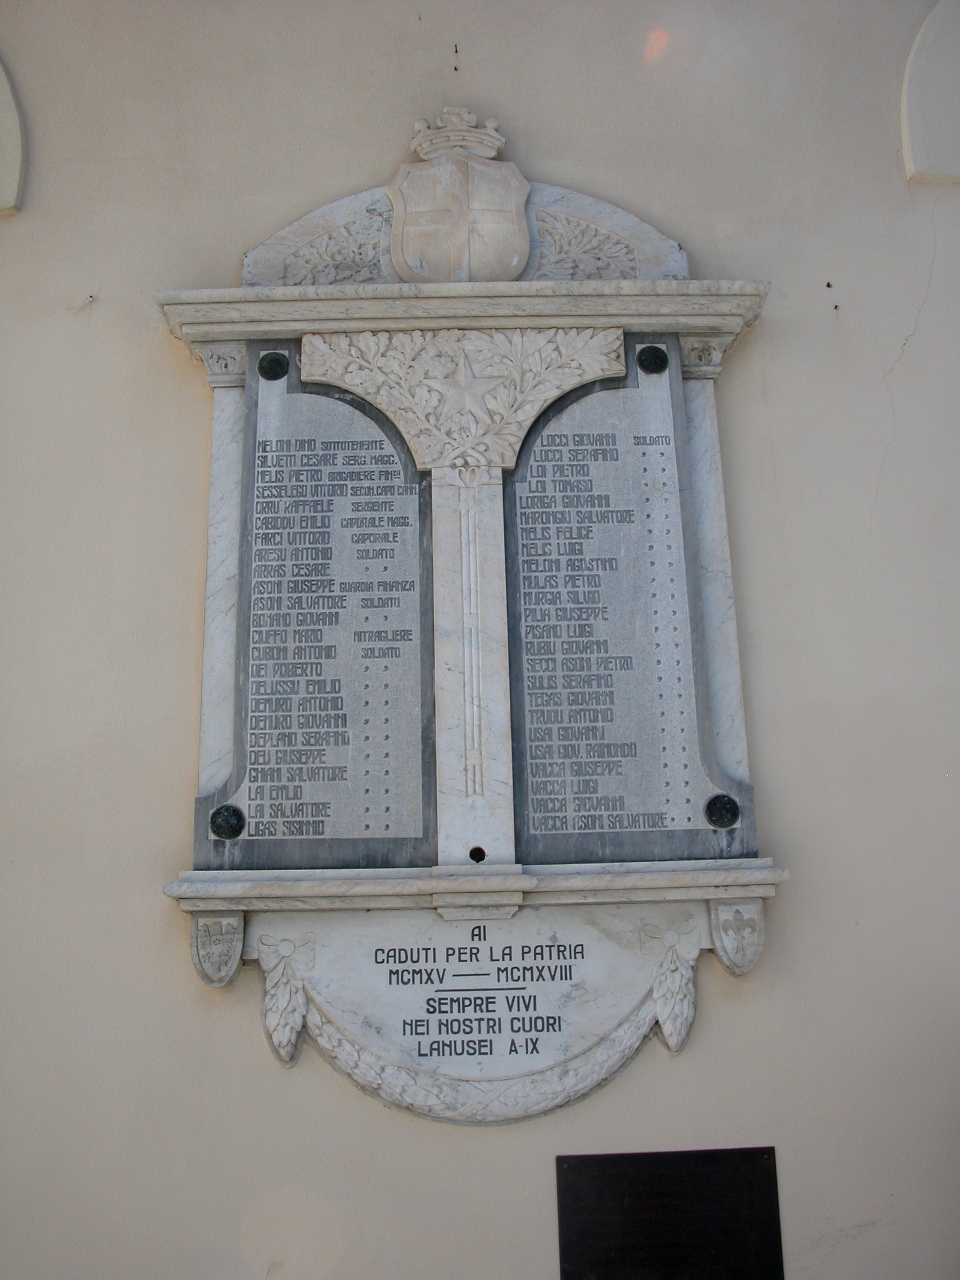 MELONI DINO SOTTOTENENTE
SILVETTI CESARE SERG. MAGG.
MELIS PIETRO BRIGADIERE FINZA
SESSELEGO VITTORIO SECON. CAPO CANN.
ORRU' RAFFAELE SERGENTE
CABIDDU EMILIO CAPORALE MAGG.
FARCI VITTORIO CAPORALE
ARESU ANTONIO SOLDATO
ARRAS CESARE ,,
ASONI GIUSEPPE GUARDIA FINANZA
ASONI SALVATORE SOLDATO
BONANO GIOVANNI ,,
CIUFFO MARIO MITRAGLIERE
CUBONI ANTONIO SOLDATO
DE ROBERTO ,,
DELUSSU EMILIO ,,
DEMURO ANTONIO ,,
DEMURO GIOVANNI ,,
DEPLANO SERAFINO ,,
DEU GIUSEPPE ,,
GHIANI SALVATORE ,,
LAI EMILIO ,,
LAI SALVATORE ,,
LIGAS SISINNIO ,,
LOCCI GIOVANNI SOLDATO
LOCCI SERAFINO ,,
LOI PIETRO ,,
LOI TOMASO ,,
LORIGA GIOVANNI ,,
MARONGIU SALVATORE ,,
MELIS FELICE ,,
MELIS LUIGI ,,
MELONI AGOSTINO ,,
MULAS PIETRO ,,
MURGIA SILVIO ,,
PILIA GIUSEPPE ,,
PISANO LUIGI ,,
RUBIU GIOVANNI ,,
SECCI ASONI PIETRO ,,
SULIS SERAFINO ,,
TEGAS GIOVANNI ,,
TRUDU ANTONIO ,,
USAI GIOVANNI ,,
USAI GIOV. RAIMONDO ,,
VACCA GIUSEPPE ,,
VACCA LUIGI ,,
VACCA GIOVANNI ,,
VACCA ASONI SALVATORE ,,
AI
CADUTI PER LA PATRIA
MCMXV — MCMXVIII
SEMPRE VIVI
NEI NOSTRI CUORI
LANUSEI A·IX